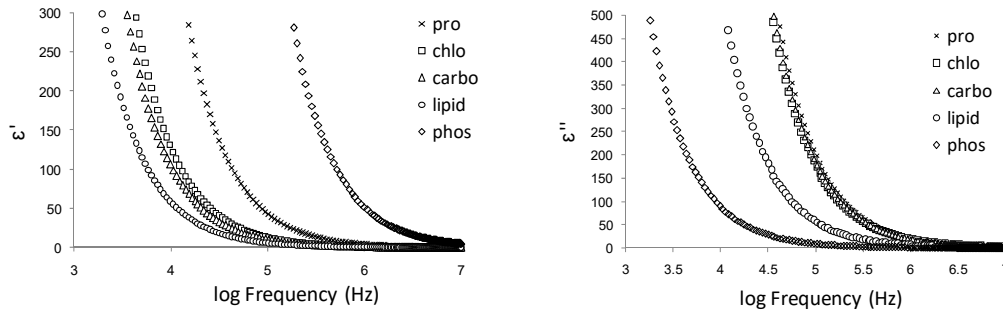 300
250
200
150
100
50
0
ε'
3 4 5 6 7
log Frequency (Hz)
pro
chlo
carbo
lipid
phos
500
450
400
350
300
250
200
150
100
50
0
ε''
3 3.5 4 4.5 5 5.5 6 6.5 7
log Frequency (Hz)
pro
chlo
carbo
lipid
phos